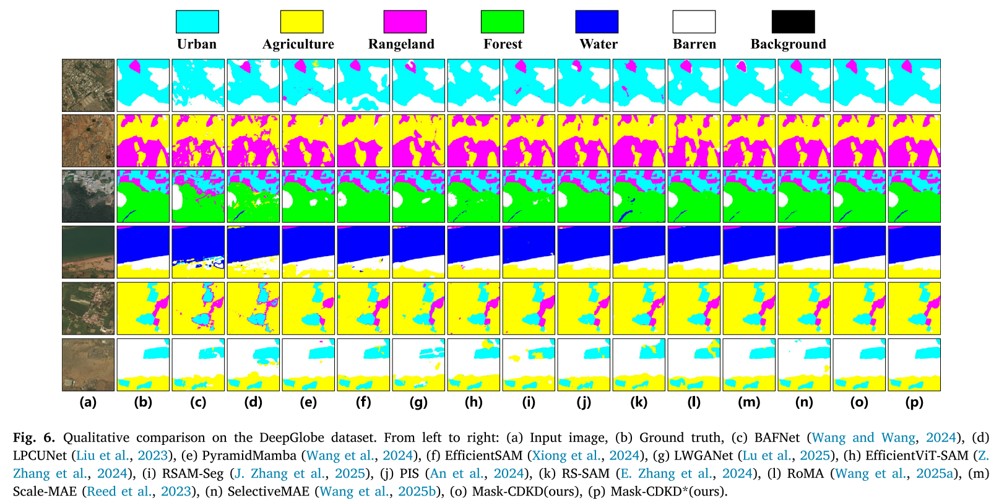 Urban Agriculture Rangeland Forest Water Barren Background
(a) (b) (c) (d) (e) (f) (g) (h) (i) (j) (k) (l) (m) (n) (o) (p)
Fig. 6. Qualitative comparison on the DeepGlobe dataset. From left to right: (a) Input image, (b) Ground truth, (c) BAFNet (Wang and Wang, 2024), (d)
LPCUNet (Liu et al., 2023), (e) PyramidMamba (Wang et al., 2024), (f) EfficientSAM (Xiong et al., 2024), (g) LWGANet (Lu et al., 2025), (h) EfficientViT-SAM (Z.
Zhang et al., 2024), (i) RSAM-Seg (J. Zhang et al., 2025), (j) PIS (An et al., 2024), (k) RS-SAM (E. Zhang et al., 2024), (l) RoMA (Wang et al., 2025a), (m)
Scale-MAE (Reed et al., 2023), (n) SelectiveMAE (Wang et al., 2025b), (o) Mask-CDKD(ours), (p) Mask-CDKD*(ours).